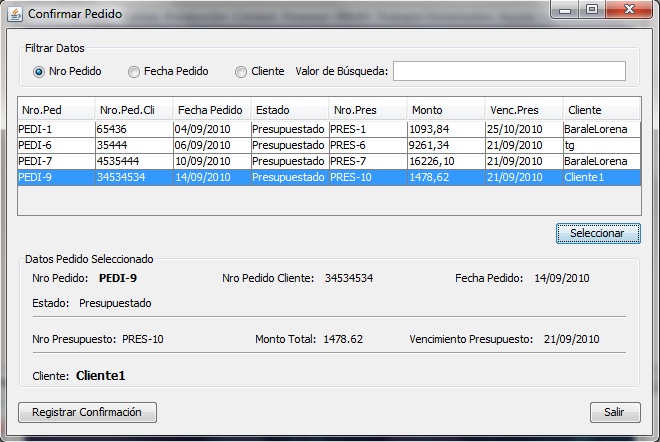 Confirmar Pedido
Filtrar Datos
Nro Pedido Fecha Pedido Cliente Valor de Búsqueda:
Nro.Ped Nro.Ped.Cli Fecha Pedido Estado Nro.Pres Monto Venc.Pres Cliente
PEDI-1 65436 04/09/2010 Presupuestado PRES-1 1093,84 25/10/2010 BaraleLorena
PEDI-6 35444 06/09/2010 Presupuestado PRES-6 9261,34 21/09/2010 tg
PEDI-7 4535444 10/09/2010 Presupuestado PRES-7 16226,10 21/09/2010 BaraleLorena
PEDI-9 34534534 14/09/2010 Presupuestado PRES-10 1478,62 21/09/2010 Cliente1
Seleccionar
Datos Pedido Seleccionado
Nro Pedido: PEDI-9 Nro Pedido Cliente: 34534534 Fecha Pedido: 14/09/2010
Estado: Presupuestado
Nro Presupuesto: PRES-10 Monto Total: 1478.62 Vencimiento Presupuesto: 21/09/2010
Cliente: Cliente1
Registrar Confirmación Salir